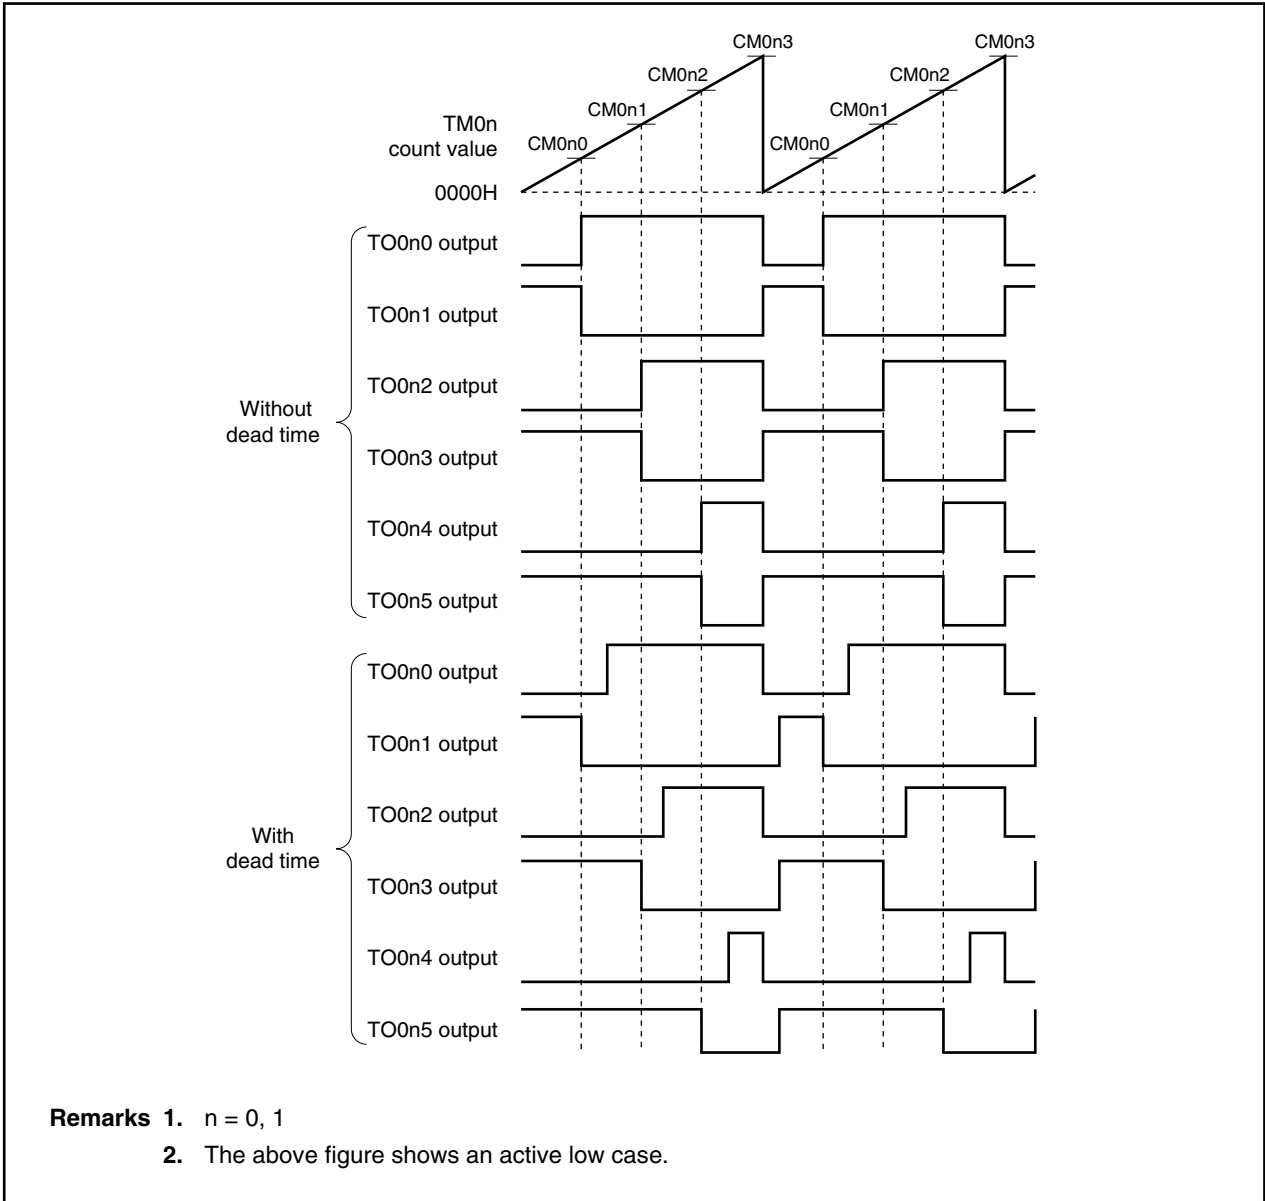 CM0n3 CM0n3
CM0n2 CM0n2
CM0n1 CM0n1
CM0n0 CM0n0
TM0n
count value
0000H
Without
dead time
TO0n0 output
TO0n1 output
TO0n2 output
TO0n3 output
TO0n4 output
TO0n5 output
With
dead time
TO0n0 output
TO0n1 output
TO0n2 output
TO0n3 output
TO0n4 output
TO0n5 output
Remarks 1. n = 0, 1
2. The above figure shows an active low case.